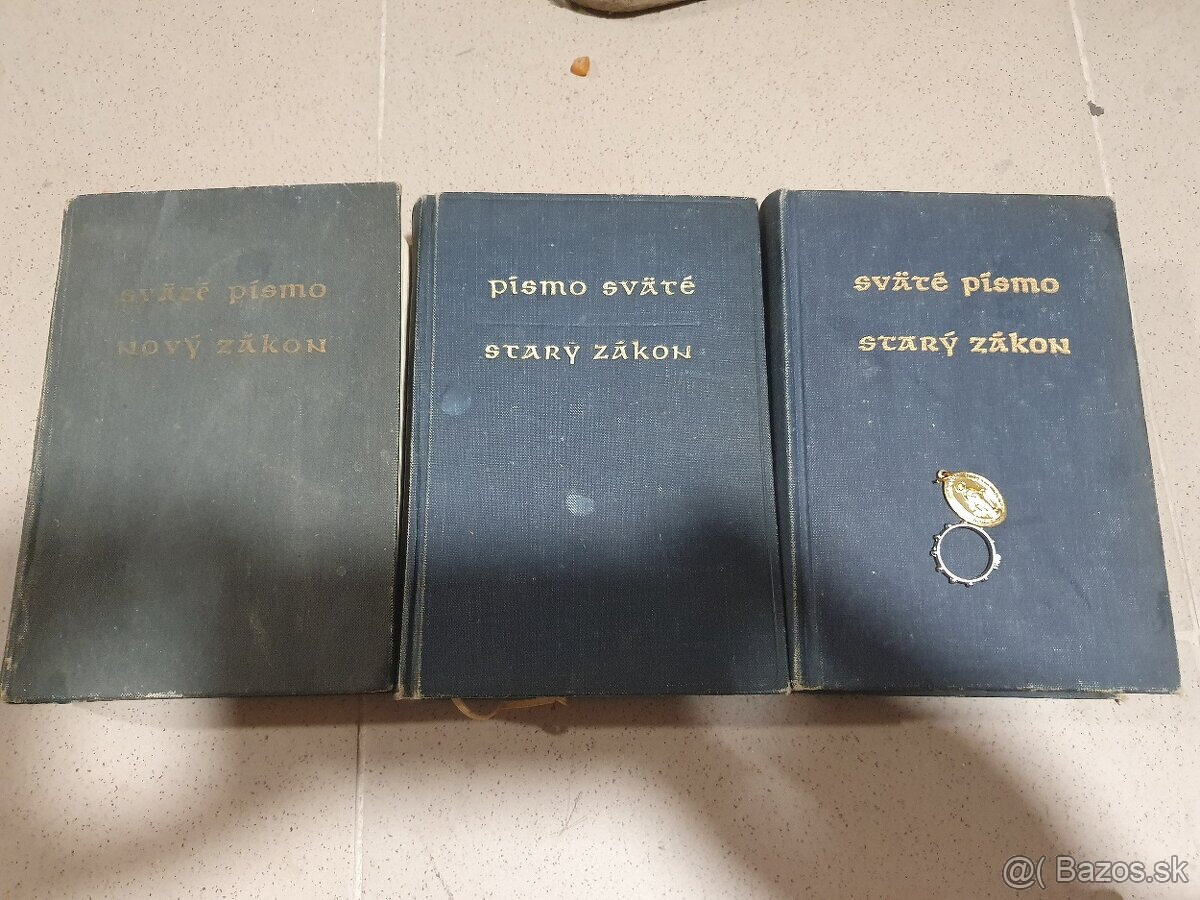 Sväté písmo
Nový zákon
Písmo Sväté
Starý zákon
Sväté písmo
Starý zákon
@( Bazos.sk